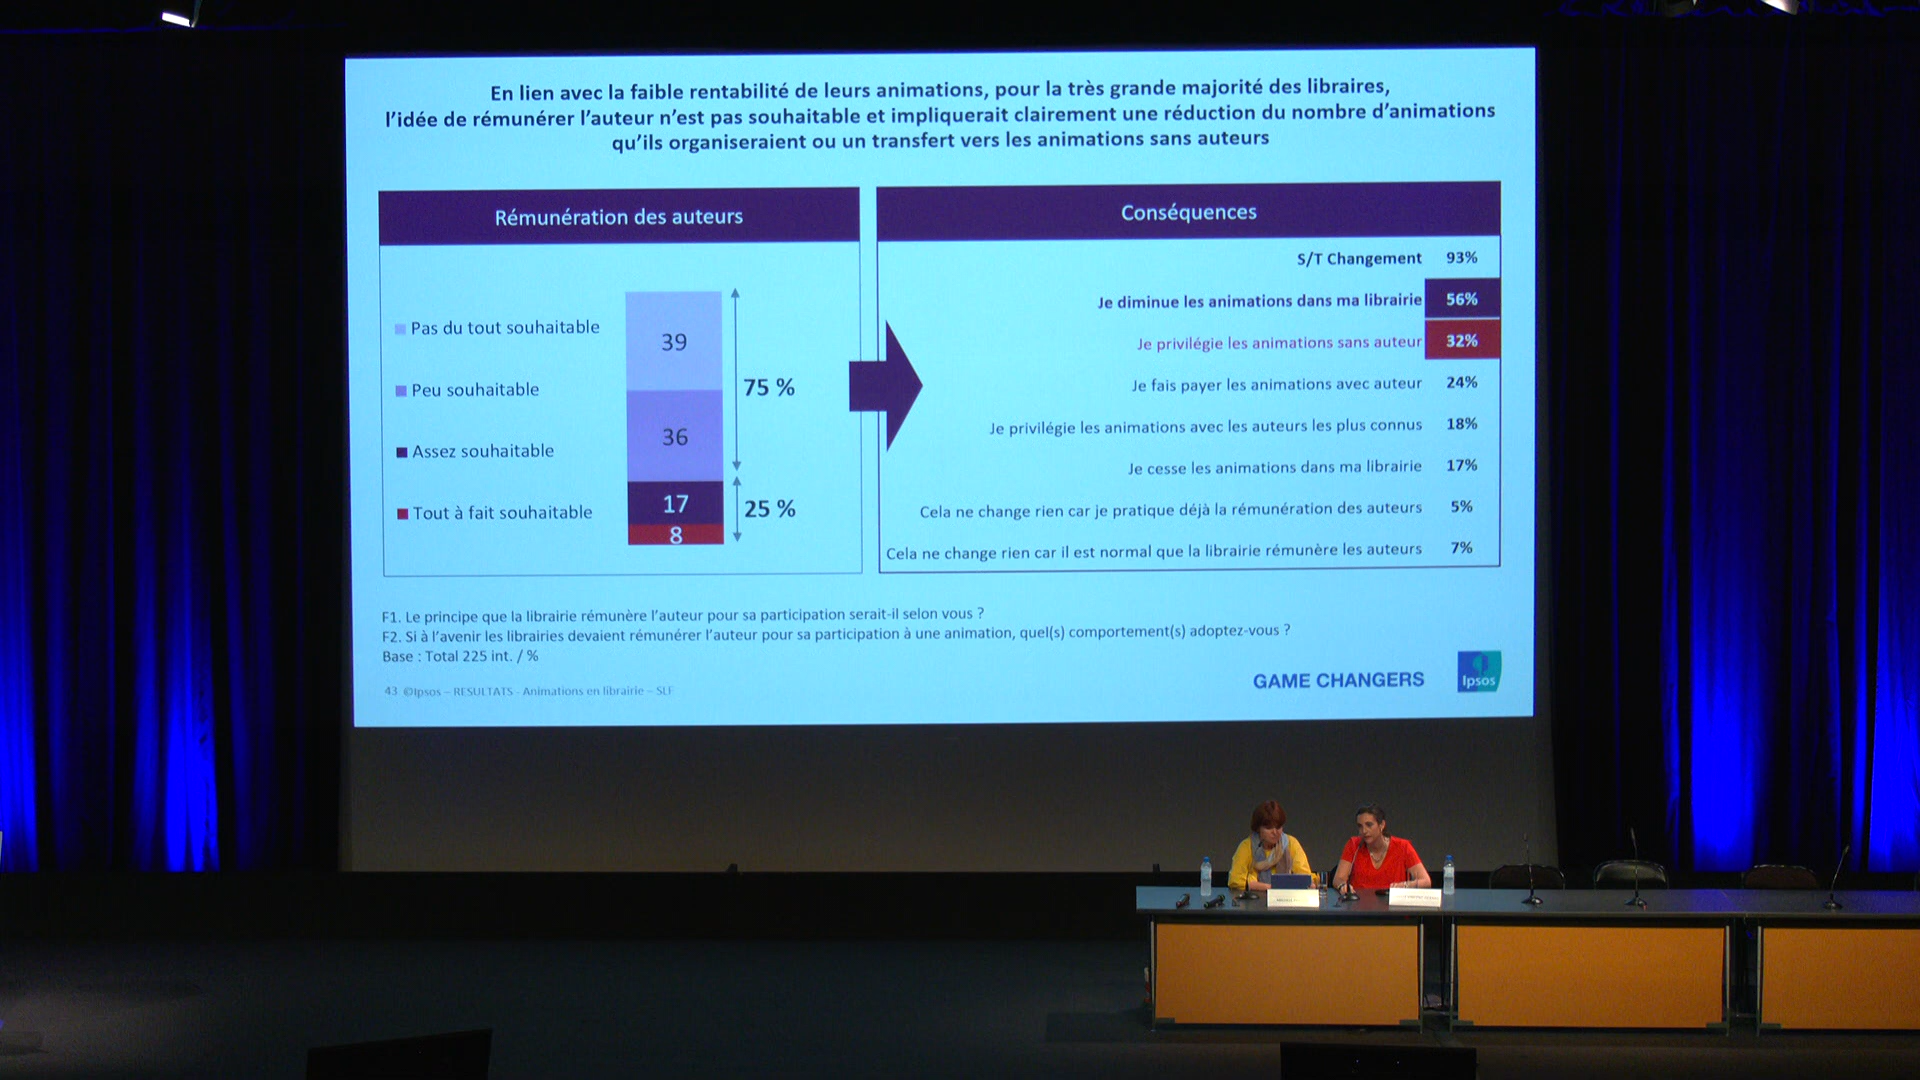 En lien avec la faible rentabilité de leurs animations, pour la très grande majorité des libraires,
l'idée de rémunérer l'auteur n'est pas souhaitable et impliquerait clairement une réduction du nombre d'animations
qu'ils organiseraient ou un transfert vers les animations sans auteurs
Rémunération des auteurs
Pas du tout souhaitable
Peu souhaitable
Assez souhaitable
Tout à fait souhaitable
39
36
17
8
75 %
25 %
Conséquences
S/T Changement 93%
Je diminue les animations dans ma librairie 56%
Je privilégie les animations sans auteur 32%
Je fais payer les animations avec auteur 24%
Je privilégie les animations avec les auteurs les plus connus 18%
Je cesse les animations dans ma librairie 17%
Cela ne change rien car je pratique déjà la rémunération des auteurs 5%
Cela ne change rien car il est normal que la librairie rémunère les auteurs 7%
F1. Le principe que la librairie rémunère l'auteur pour sa participation serait-il selon vous ?
F2. Si à l'avenir les librairies devaient rémunérer l'auteur pour sa participation à une animation, quel(s) comportement(s) adoptez-vous ?
Base : Total 225 int. / %
43 ©Ipsos – RESULTATS - Animations en librairie – SLF
GAME CHANGERS
Ipsos